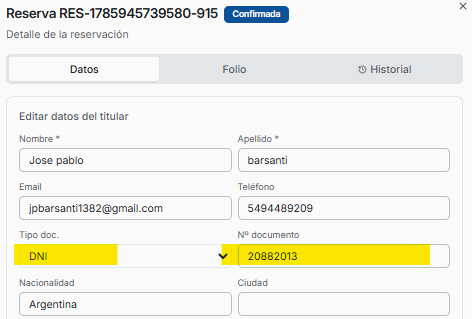 Reserva RES-1785945739580-915 Confirmada
Detalle de la reservación
Datos Folio Historial
Editar datos del titular
Nombre * Apellido *
Jose pablo barsanti
Email Teléfono
jpbarsanti1382@gmail.com 5494489209
Tipo doc. Nº documento
DNI 20882013
Nacionalidad Ciudad
Argentina